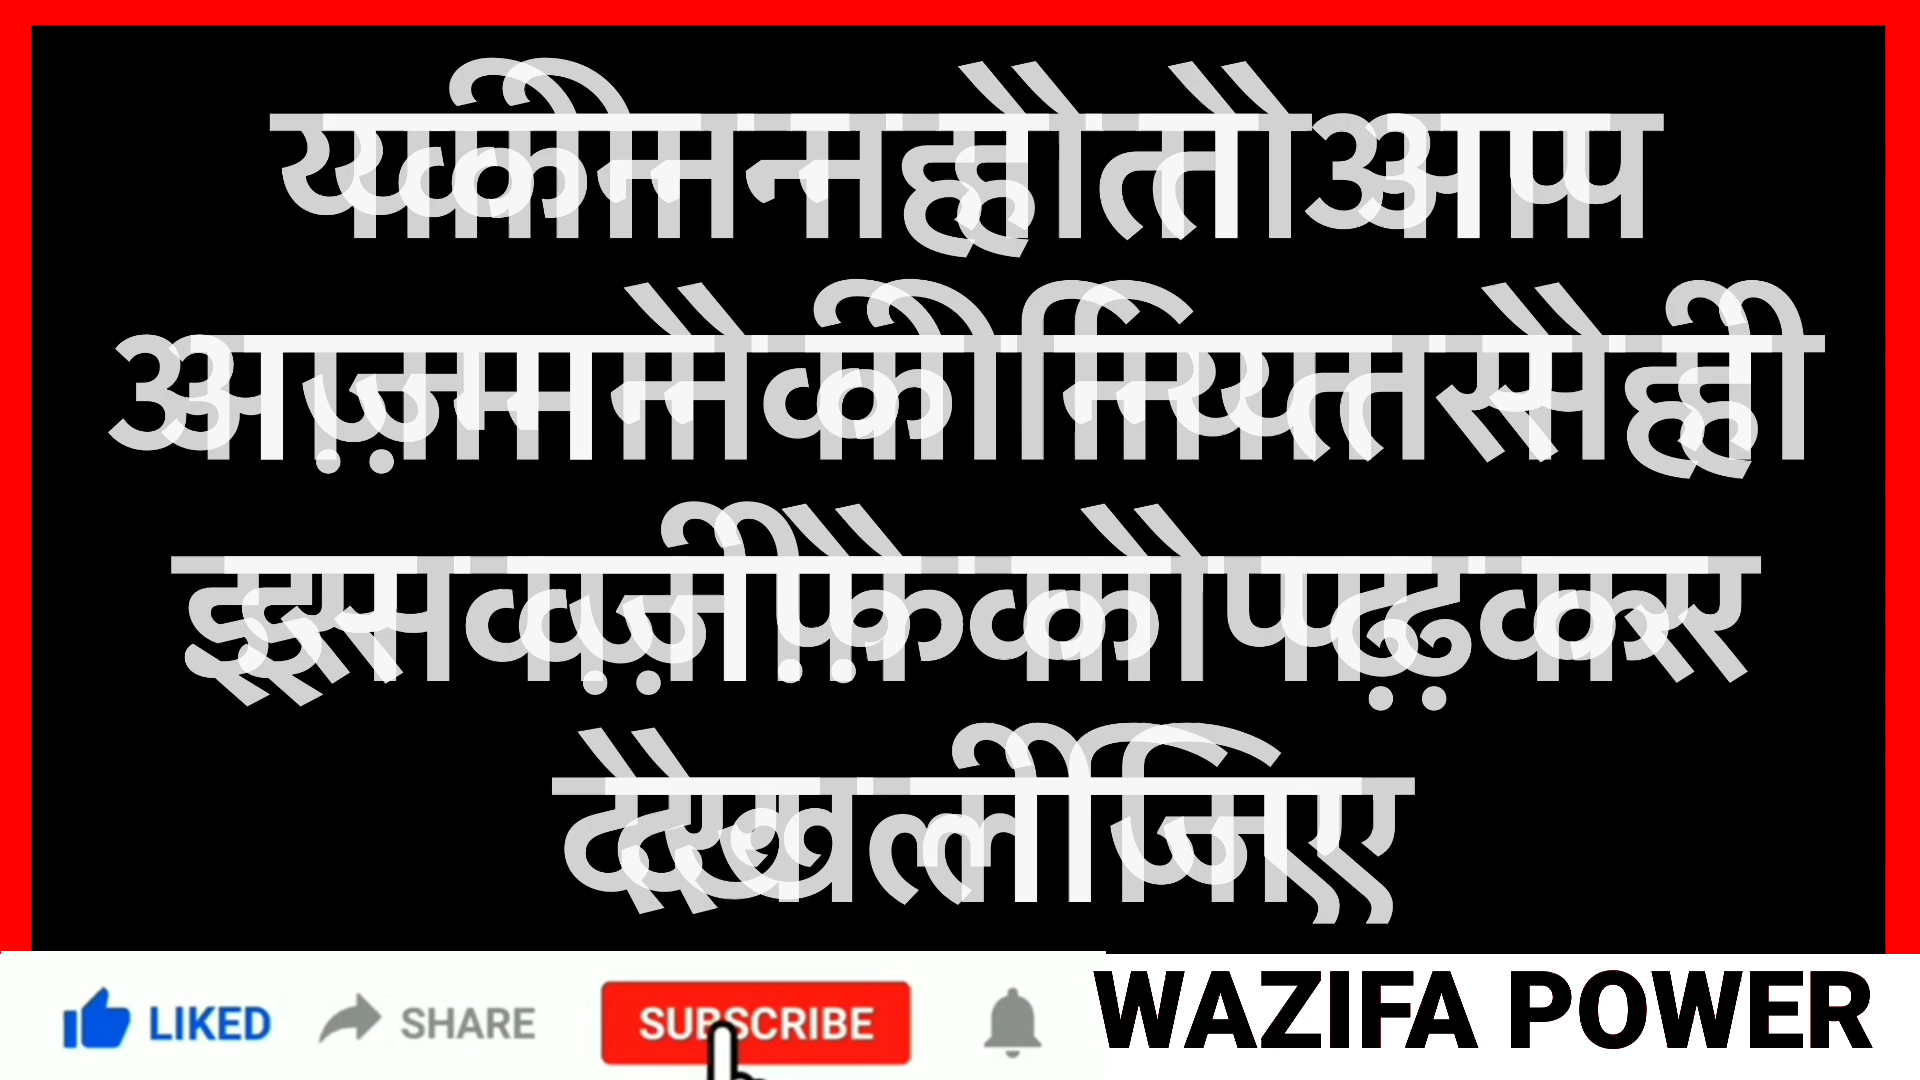 यकीन न हो तो आप
आज़माने की नियत से ही
इस वज़ीफ़े को पढ़कर
देख लीजिए
LIKED SHARE SUBSCRIBE WAZIFA POWER